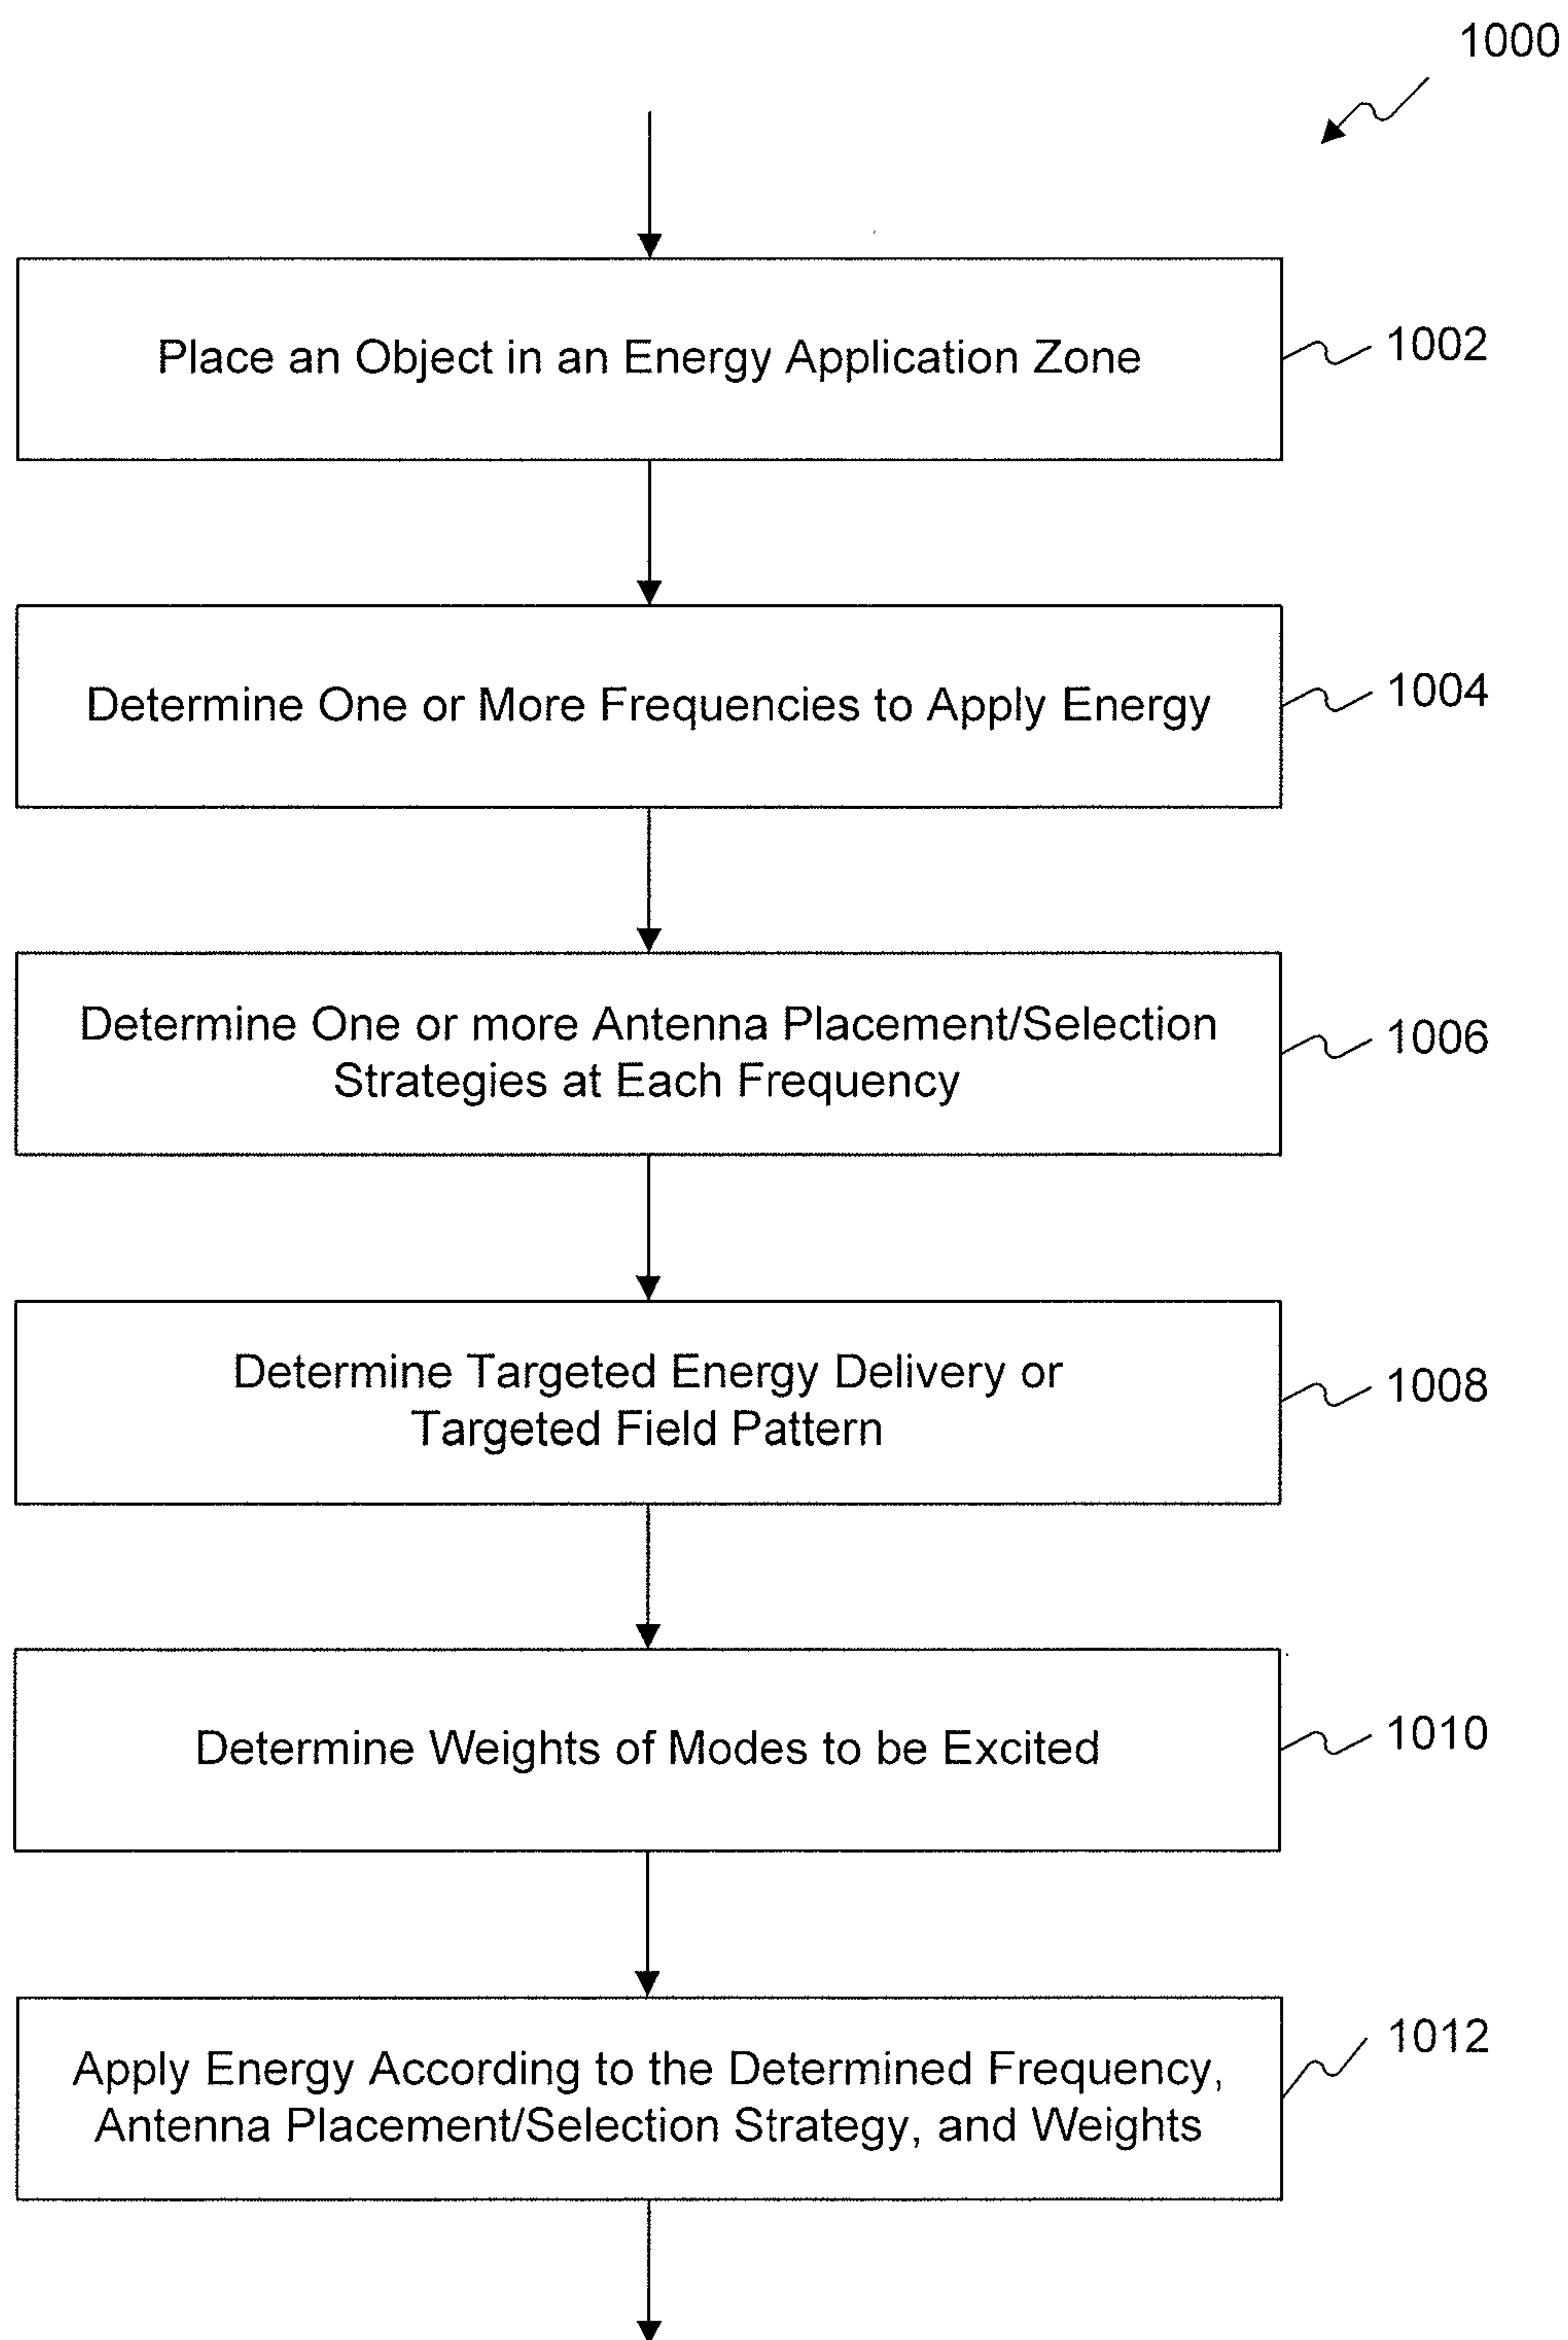 1000
Place an Object in an Energy Application Zone
1002
Determine One or More Frequencies to Apply Energy
1004
Determine One or more Antenna Placement/Selection
Strategies at Each Frequency
1006
Determine Targeted Energy Delivery or
Targeted Field Pattern
1008
Determine Weights of Modes to be Excited
1010
Apply Energy According to the Determined Frequency,
Antenna Placement/Selection Strategy, and Weights
1012